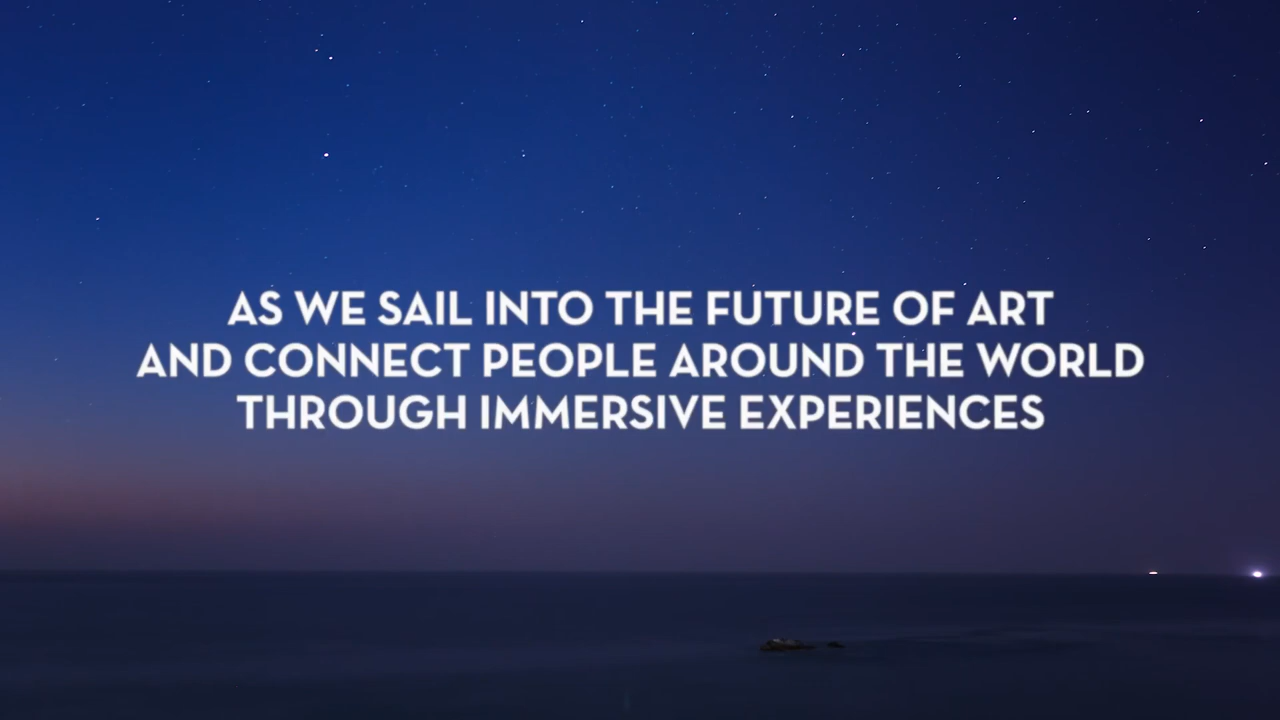 AS WE SAIL INTO THE FUTURE OF ART
AND CONNECT PEOPLE AROUND THE WORLD
THROUGH IMMERSIVE EXPERIENCES